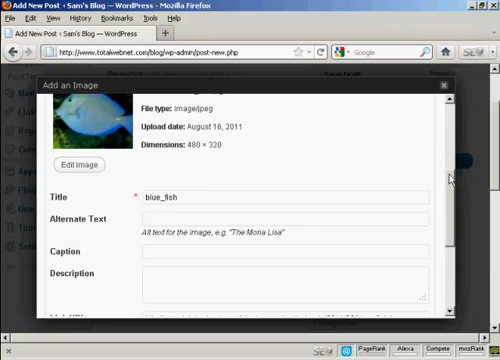 Add New Post ‹ Sam's Blog — WordPress - Mozilla Firefox
File Edit View History Bookmarks Tools Help
Add New Post ‹ Sam's Blog — WordPress
http://www.totalwebnet.com/blog/wp-admin/post-new.php
Google
Add an Image
File type: image/jpeg
Upload date: August 16, 2011
Dimensions: 480 × 320
Edit Image
Title * blue_fish
Alternate Text
Alt text for the image, e.g. "The Mona Lisa"
Caption
Description
PageRank Alexa Compete mozRank